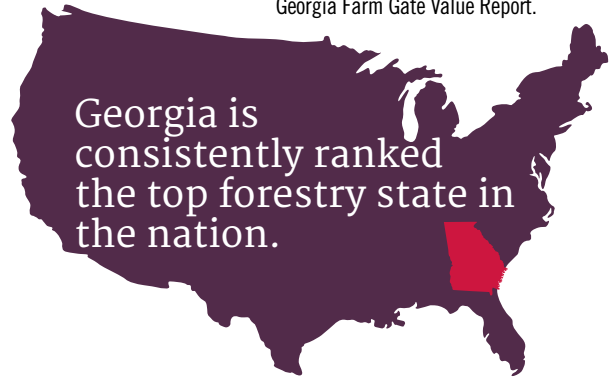 Georgia Farm Gate Value Report.
Georgia is
consistently ranked
the top forestry state in
the nation.